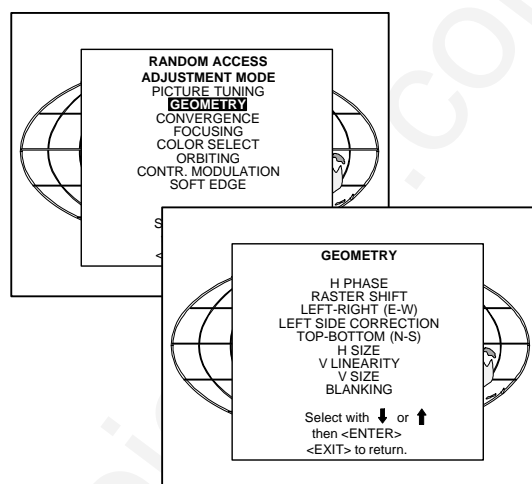 RANDOM ACCESS
ADJUSTMENT MODE
PICTURE TUNING
GEOMETRY
CONVERGENCE
FOCUSING
COLOR SELECT
ORBITING
CONTR. MODULATION
SOFT EDGE
S
<
GEOMETRY
H PHASE
RASTER SHIFT
LEFT-RIGHT (E-W)
LEFT SIDE CORRECTION
TOP-BOTTOM (N-S)
H SIZE
V LINEARITY
V SIZE
BLANKING
Select with ⬇ or ⬆
then <ENTER>
<EXIT> to return.